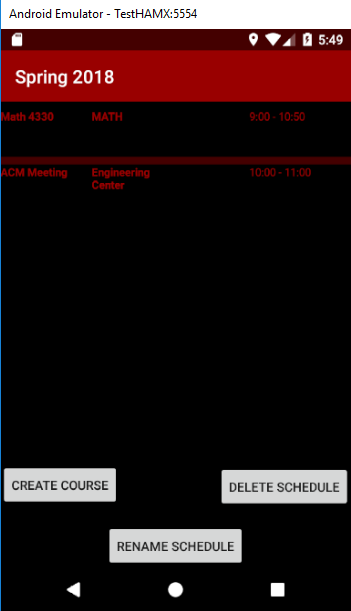 Android Emulator - TestHAMX:5554
5:49
Spring 2018
Math 4330 MATH 9:00 - 10:50
ACM Meeting Engineering 10:00 - 11:00
Center
CREATE COURSE
DELETE SCHEDULE
RENAME SCHEDULE